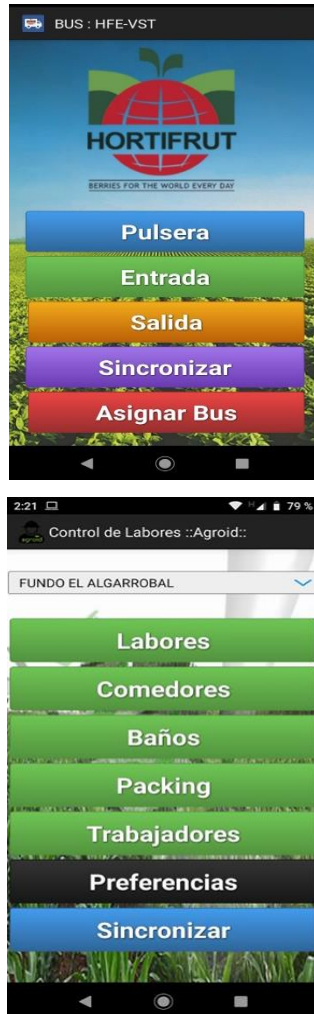 BUS : HFE-VST
HORTIFRUT
BERRIES FOR THE WORLD EVERY DAY
Pulsera
Entrada
Salida
Sincronizar
Asignar Bus
2:21 H 79 %
Control de Labores ::Agroid::
FUNDO EL ALGARROBAL
Labores
Comedores
Baños
Packing
Trabajadores
Preferencias
Sincronizar